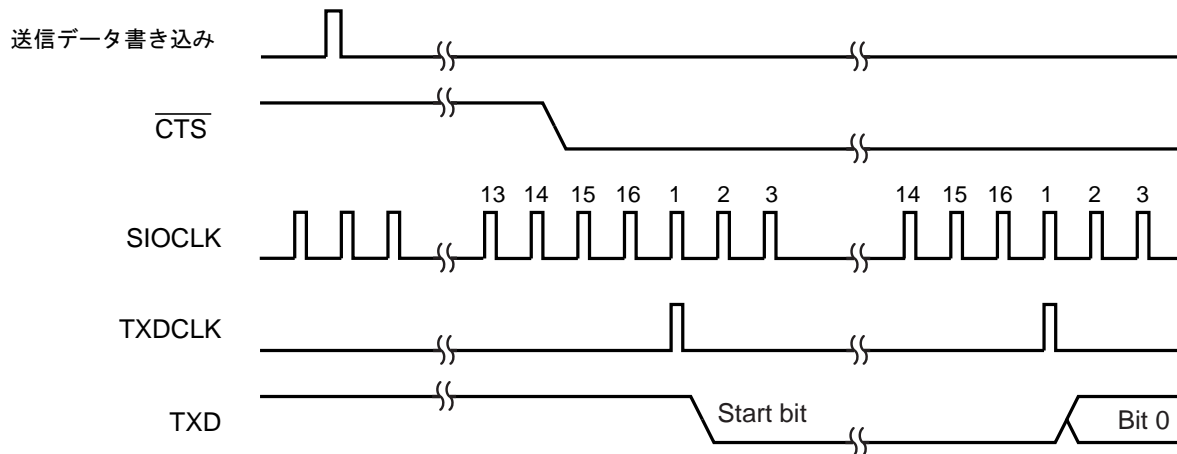 送信データ書き込み
CTS
13 14 15 16 1 2 3 14 15 16 1 2 3
SIOCLK
TXDCLK
TXD Start bit Bit 0